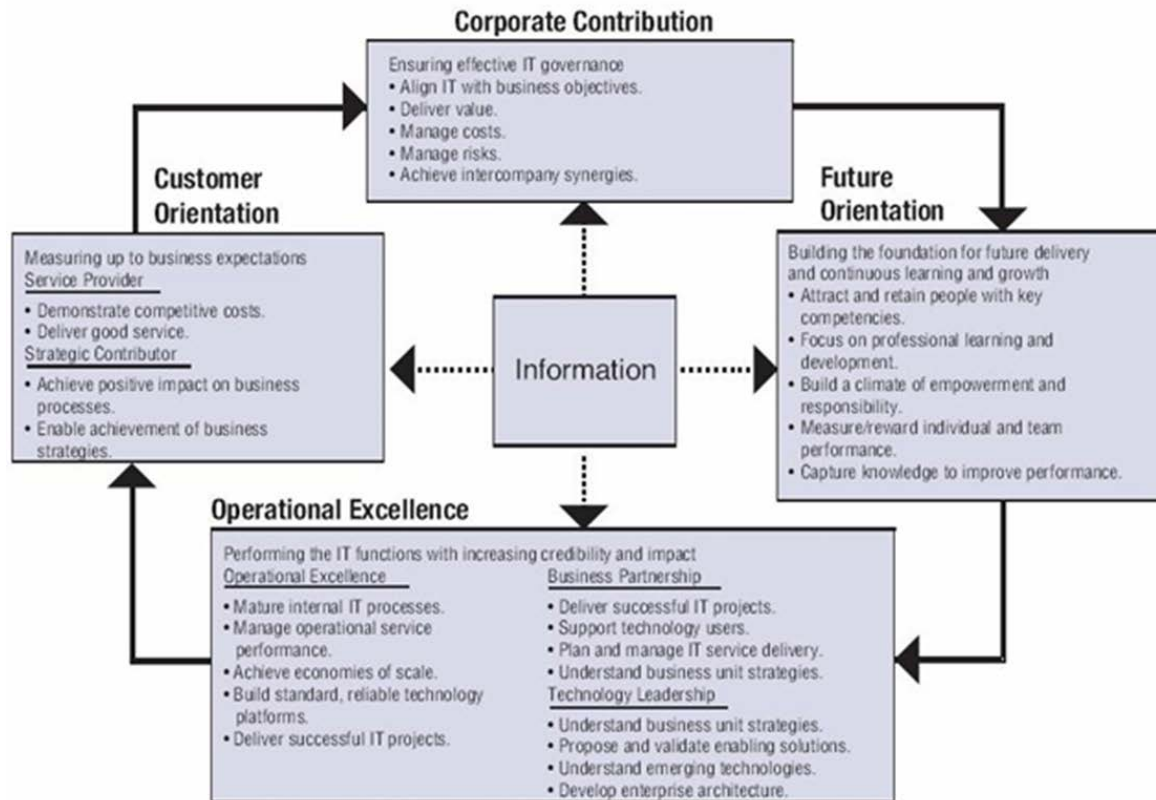 Corporate Contribution
Ensuring effective IT governance
• Align IT with business objectives.
• Deliver value.
• Manage costs.
• Manage risks.
• Achieve intercompany synergies.
Customer
Orientation
Measuring up to business expectations
Service Provider
• Demonstrate competitive costs.
• Deliver good service.
Strategic Contributor
• Achieve positive impact on business
processes.
• Enable achievement of business
strategies.
Information
Future
Orientation
Building the foundation for future delivery
and continuous learning and growth
• Attract and retain people with key
competencies.
• Focus on professional learning and
development.
• Build a climate of empowerment and
responsibility.
• Measure/reward individual and team
performance.
• Capture knowledge to improve performance.
Operational Excellence
Performing the IT functions with increasing credibility and impact
Operational Excellence
• Mature internal IT processes.
• Manage operational service
performance.
• Achieve economies of scale.
• Build standard, reliable technology
platforms.
• Deliver successful IT projects.
Business Partnership
• Deliver successful IT projects.
• Support technology users.
• Plan and manage IT service delivery.
• Understand business unit strategies.
Technology Leadership
• Understand business unit strategies.
• Propose and validate enabling solutions.
• Understand emerging technologies.
• Develop enterprise architecture.